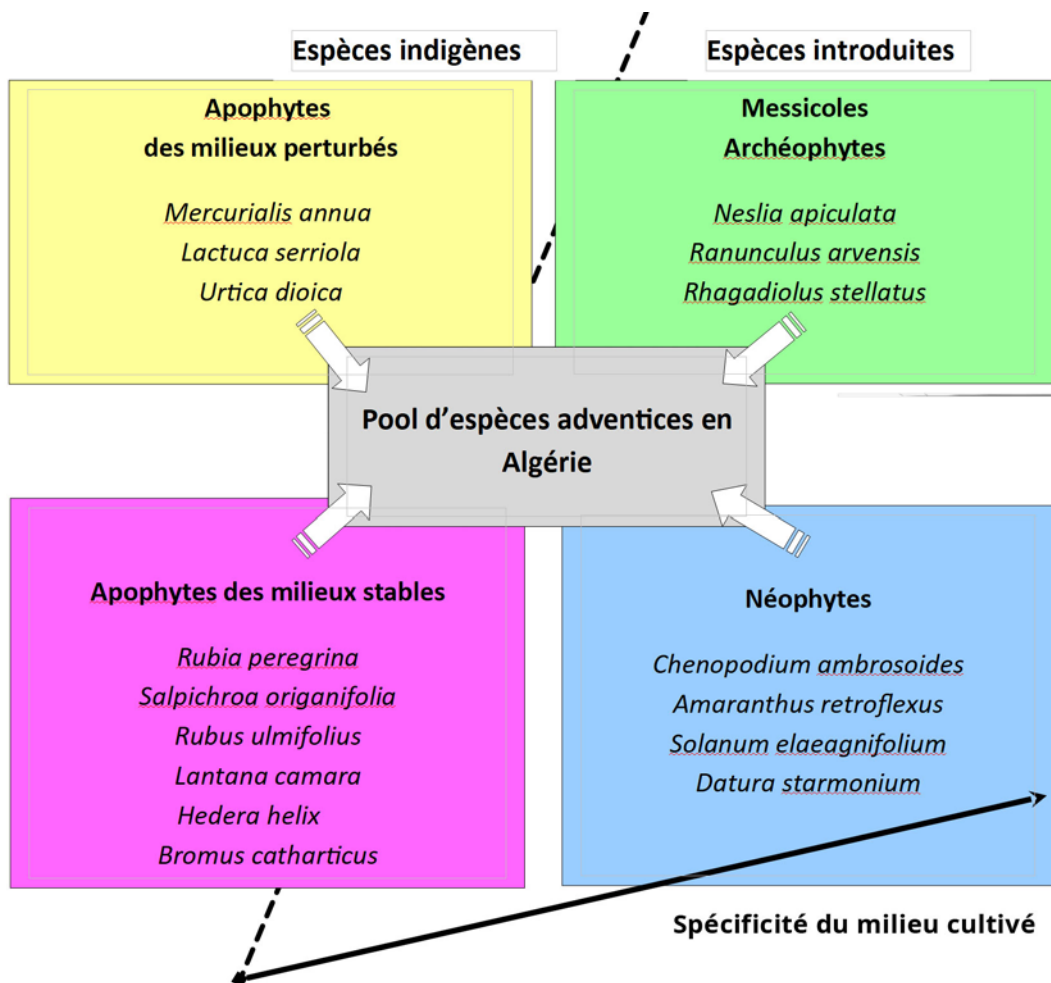 Espèces indigènes
Espèces introduites
Apophytes
des milieux perturbés
Mercurialis annua
Lactuca serriola
Urtica dioica
Messicoles
Archéophytes
Neslia apiculata
Ranunculus arvensis
Rhagadiolus stellatus
Pool d'espèces adventices en
Algérie
Apophytes des milieux stables
Rubia peregrina
Salpichroa origanifolia
Rubus ulmifolius
Lantana camara
Hedera helix
Bromus catharticus
Néophytes
Chenopodium ambrosoides
Amaranthus retroflexus
Solanum elaeagnifolium
Datura starmonium
Spécificité du milieu cultivé